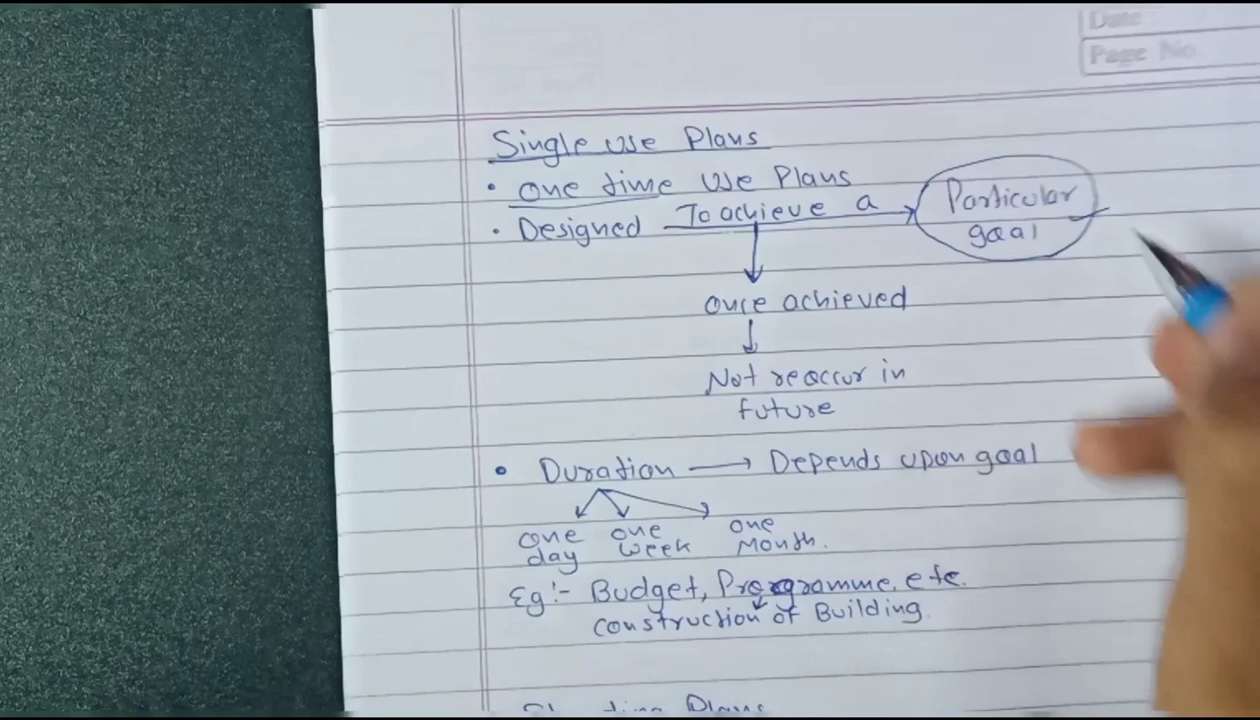 Date
Page No.
Single use Plans
• one time use Plans
• Designed To achieve a → Particular
goal
↓
once achieved
↓
Not reoccur in
future
• Duration → Depends upon goal
one day one week one Month.
Eg:- Budget, Programme, etc.
construction of Building.
Plans